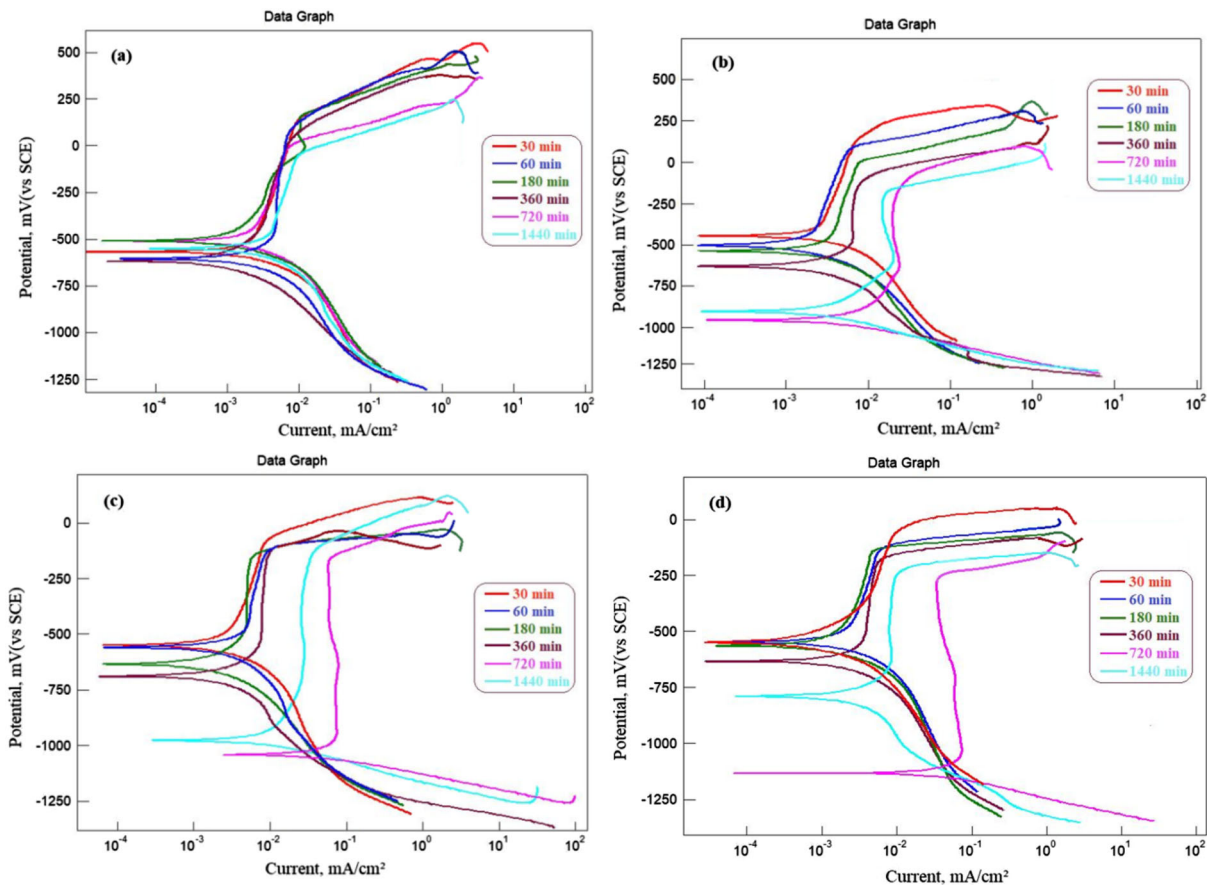 Data Graph
(a)
500
250
0
-250
-500
-750
-1000
-1250
Potential, mV(vs SCE)
30 min
60 min
180 min
360 min
720 min
1440 min
10⁻⁴
10⁻³
10⁻²
10⁻¹
10⁰
10¹
10²
Current, mA/cm²
Data Graph
(b)
500
250
0
-250
-500
-750
-1000
-1250
Potential, mV(vs SCE)
30 min
60 min
180 min
360 min
720 min
1440 min
10⁻⁴
10⁻³
10⁻²
10⁻¹
10⁰
10¹
10²
Current, mA/cm²
Data Graph
(c)
0
-250
-500
-750
-1000
-1250
Potential, mV(vs SCE)
30 min
60 min
180 min
360 min
720 min
1440 min
10⁻⁴
10⁻³
10⁻²
10⁻¹
10⁰
10¹
10²
Current, mA/cm²
Data Graph
(d)
0
-250
-500
-750
-1000
-1250
Potential, mV(vs SCE)
30 min
60 min
180 min
360 min
720 min
1440 min
10⁻⁴
10⁻³
10⁻²
10⁻¹
10⁰
10¹
10²
Current, mA/cm²